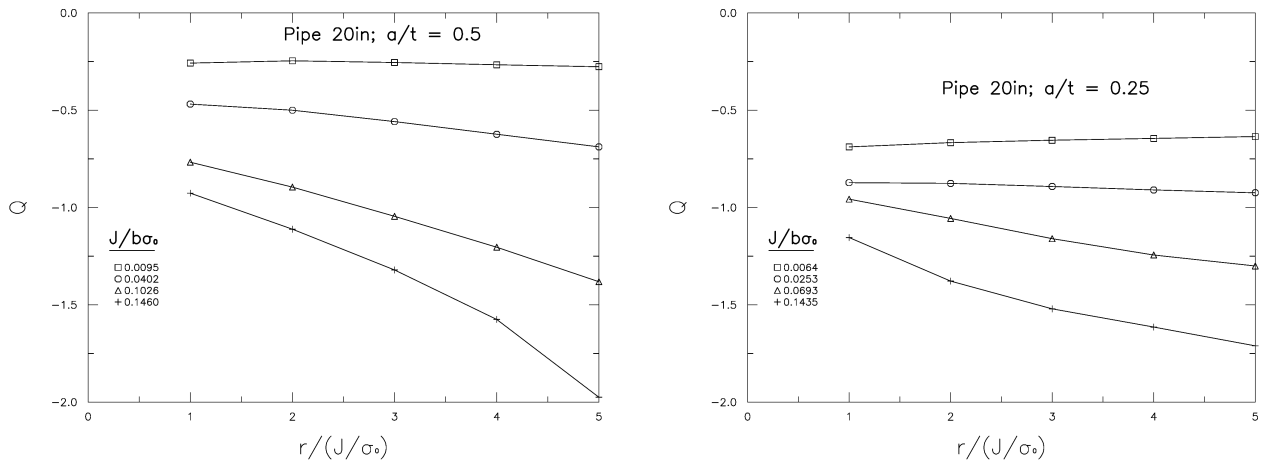 Pipe 20in; a/t = 0.5
0.0
−0.5
−1.0
−1.5
−2.0
Q
J/bσ₀
0.0095
0.0402
0.1026
0.1460
0 1 2 3 4 5
r/(J/σ₀)
Pipe 20in; a/t = 0.25
0.0
−0.5
−1.0
−1.5
−2.0
Q
J/bσ₀
0.0064
0.0253
0.0693
0.1435
0 1 2 3 4 5
r/(J/σ₀)